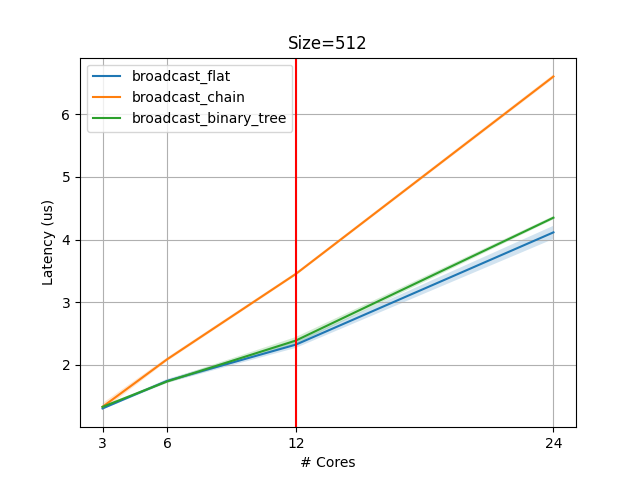 Size=512
broadcast_flat
broadcast_chain
broadcast_binary_tree
Latency (us)
6
5
4
3
2
3 6 12 24
# Cores